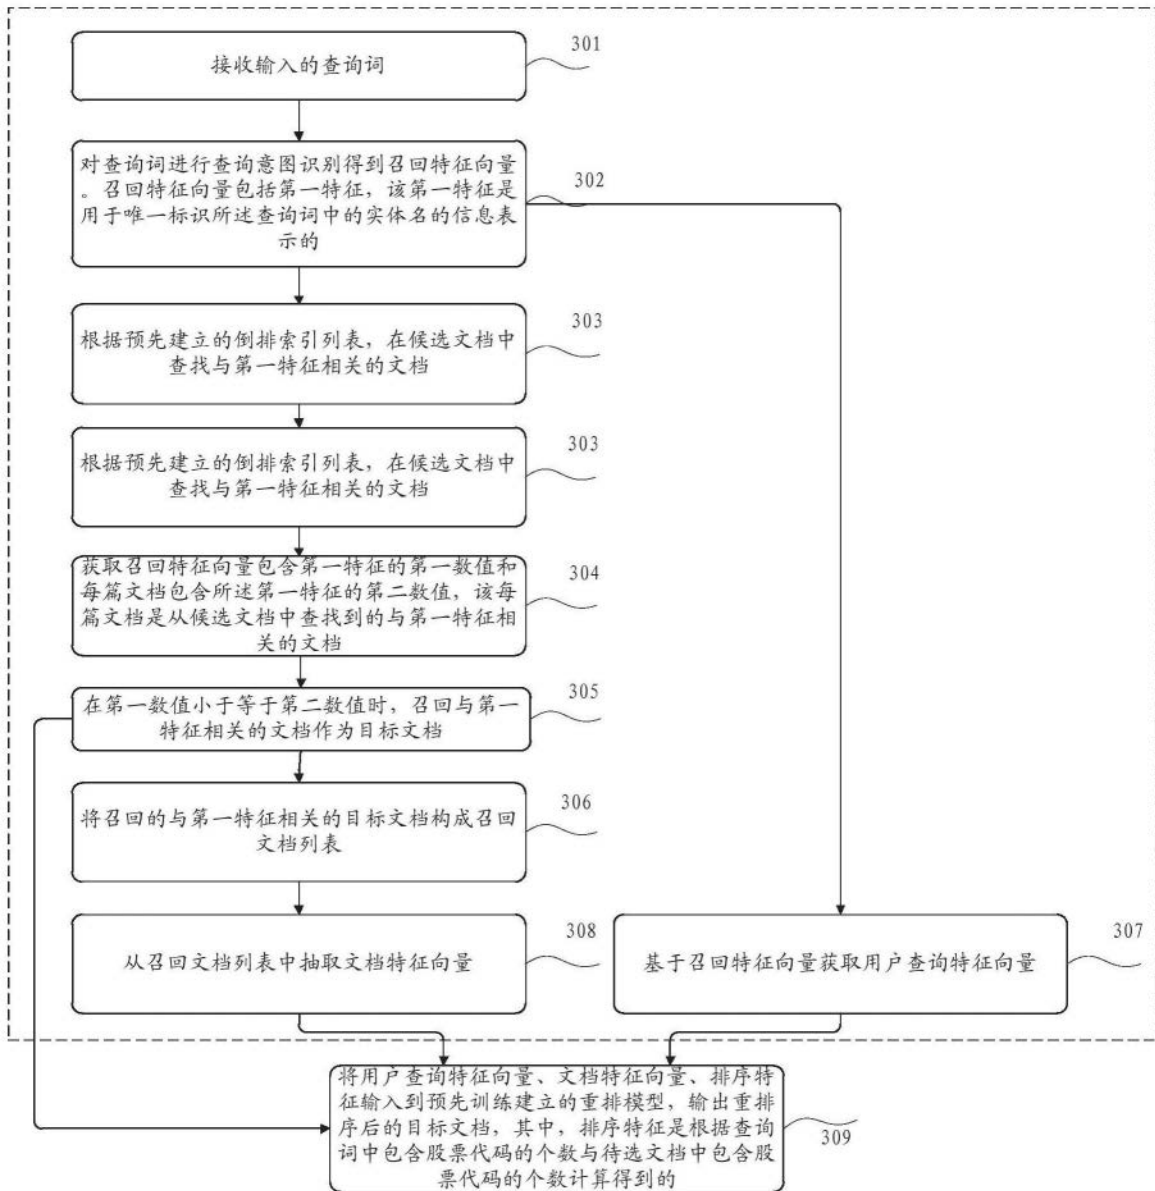 接收输入的查询词
301
对查询词进行查询意图识别得到召回特征向量
。召回特征向量包括第一特征，该第一特征是
用于唯一标识所述查询词中的实体名的信息表
示的
302
根据预先建立的倒排索引列表，在候选文档中
查找与第一特征相关的文档
303
根据预先建立的倒排索引列表，在候选文档中
查找与第一特征相关的文档
303
获取召回特征向量包含第一特征的第一数值和
每篇文档包含所述第一特征的第二数值，该每
篇文档是从候选文档中查找到的与第一特征相
关的文档
304
在第一数值小于等于第二数值时，召回与第一
特征相关的文档作为目标文档
305
将召回的与第一特征相关的目标文档构成召回
文档列表
306
从召回文档列表中抽取文档特征向量
308
基于召回特征向量获取用户查询特征向量
307
将用户查询特征向量、文档特征向量、排序特
征输入到预先训练建立的重排模型，输出重排
序后的目标文档，其中，排序特征是根据查询
词中包含股票代码的个数与待选文档中包含股
票代码的个数计算得到的
309